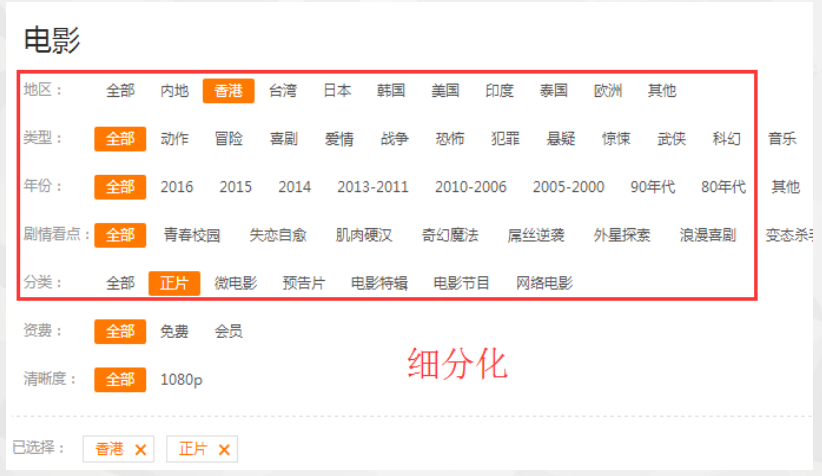 电影
地区： 全部 内地 香港 台湾 日本 韩国 美国 印度 泰国 欧洲 其他
类型： 全部 动作 冒险 喜剧 爱情 战争 恐怖 犯罪 悬疑 惊悚 武侠 科幻 音乐
年份： 全部 2016 2015 2014 2013-2011 2010-2006 2005-2000 90年代 80年代 其他
剧情看点： 全部 青春校园 失恋自愈 肌肉硬汉 奇幻魔法 屌丝逆袭 外星探索 浪漫喜剧 变态杀
分类： 全部 正片 微电影 预告片 电影特辑 电影节目 网络电影
资费： 全部 免费 会员
细分化
清晰度： 全部 1080p
已选择： 香港 × 正片 ×